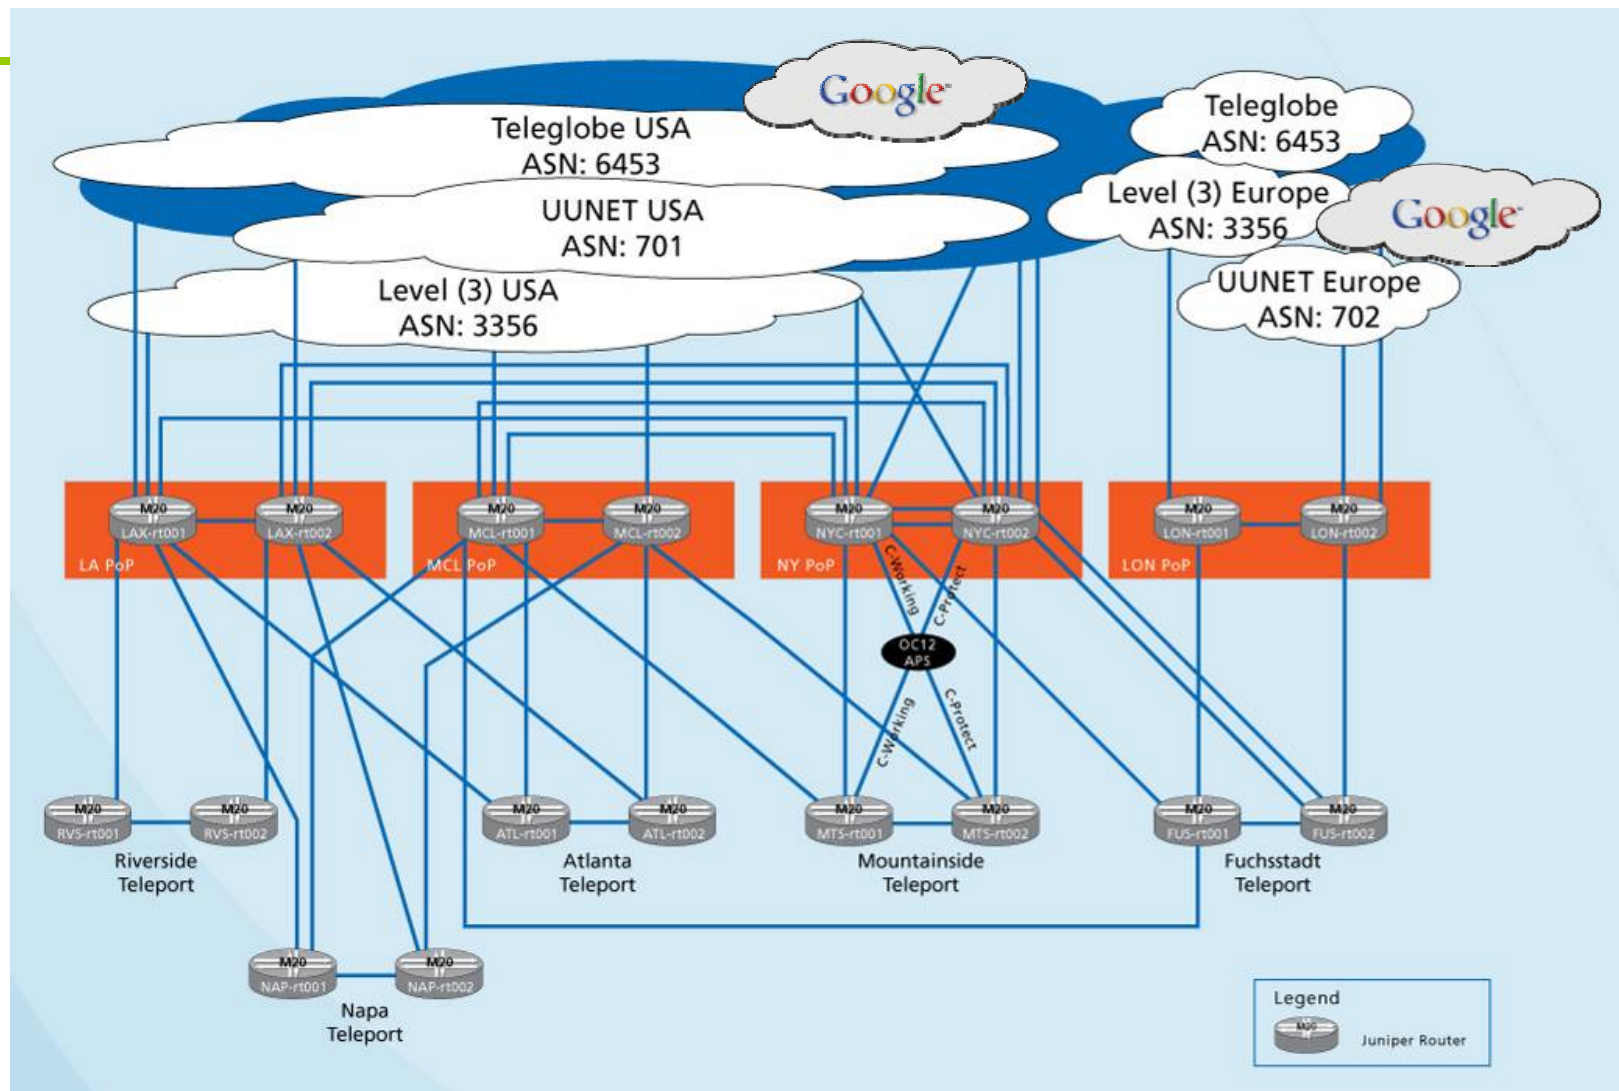 Google™
Teleglobe USA
ASN: 6453
Teleglobe
ASN: 6453
UUNET USA
ASN: 701
Level (3) Europe
ASN: 3356
Google™
Level (3) USA
ASN: 3356
UUNET Europe
ASN: 702
M20
LAX-rt001
M20
LAX-rt002
LA PoP
M20
MCL-rt001
M20
MCL-rt002
MCL PoP
M20
NYC-rt001
M20
NYC-rt002
NY PoP
M20
LON-rt001
M20
LON-rt002
LON PoP
C-Working
C-Protect
OC12
APS
C-Working
C-Protect
M20
RVS-rt001
M20
RVS-rt002
Riverside
Teleport
M20
ATL-rt001
M20
ATL-rt002
Atlanta
Teleport
M20
MTS-rt001
M20
MTS-rt002
Mountainside
Teleport
M20
FUS-rt001
M20
FUS-rt002
Fuchsstadt
Teleport
M20
NAP-rt001
M20
NAP-rt002
Napa
Teleport
Legend
M20
Juniper Router